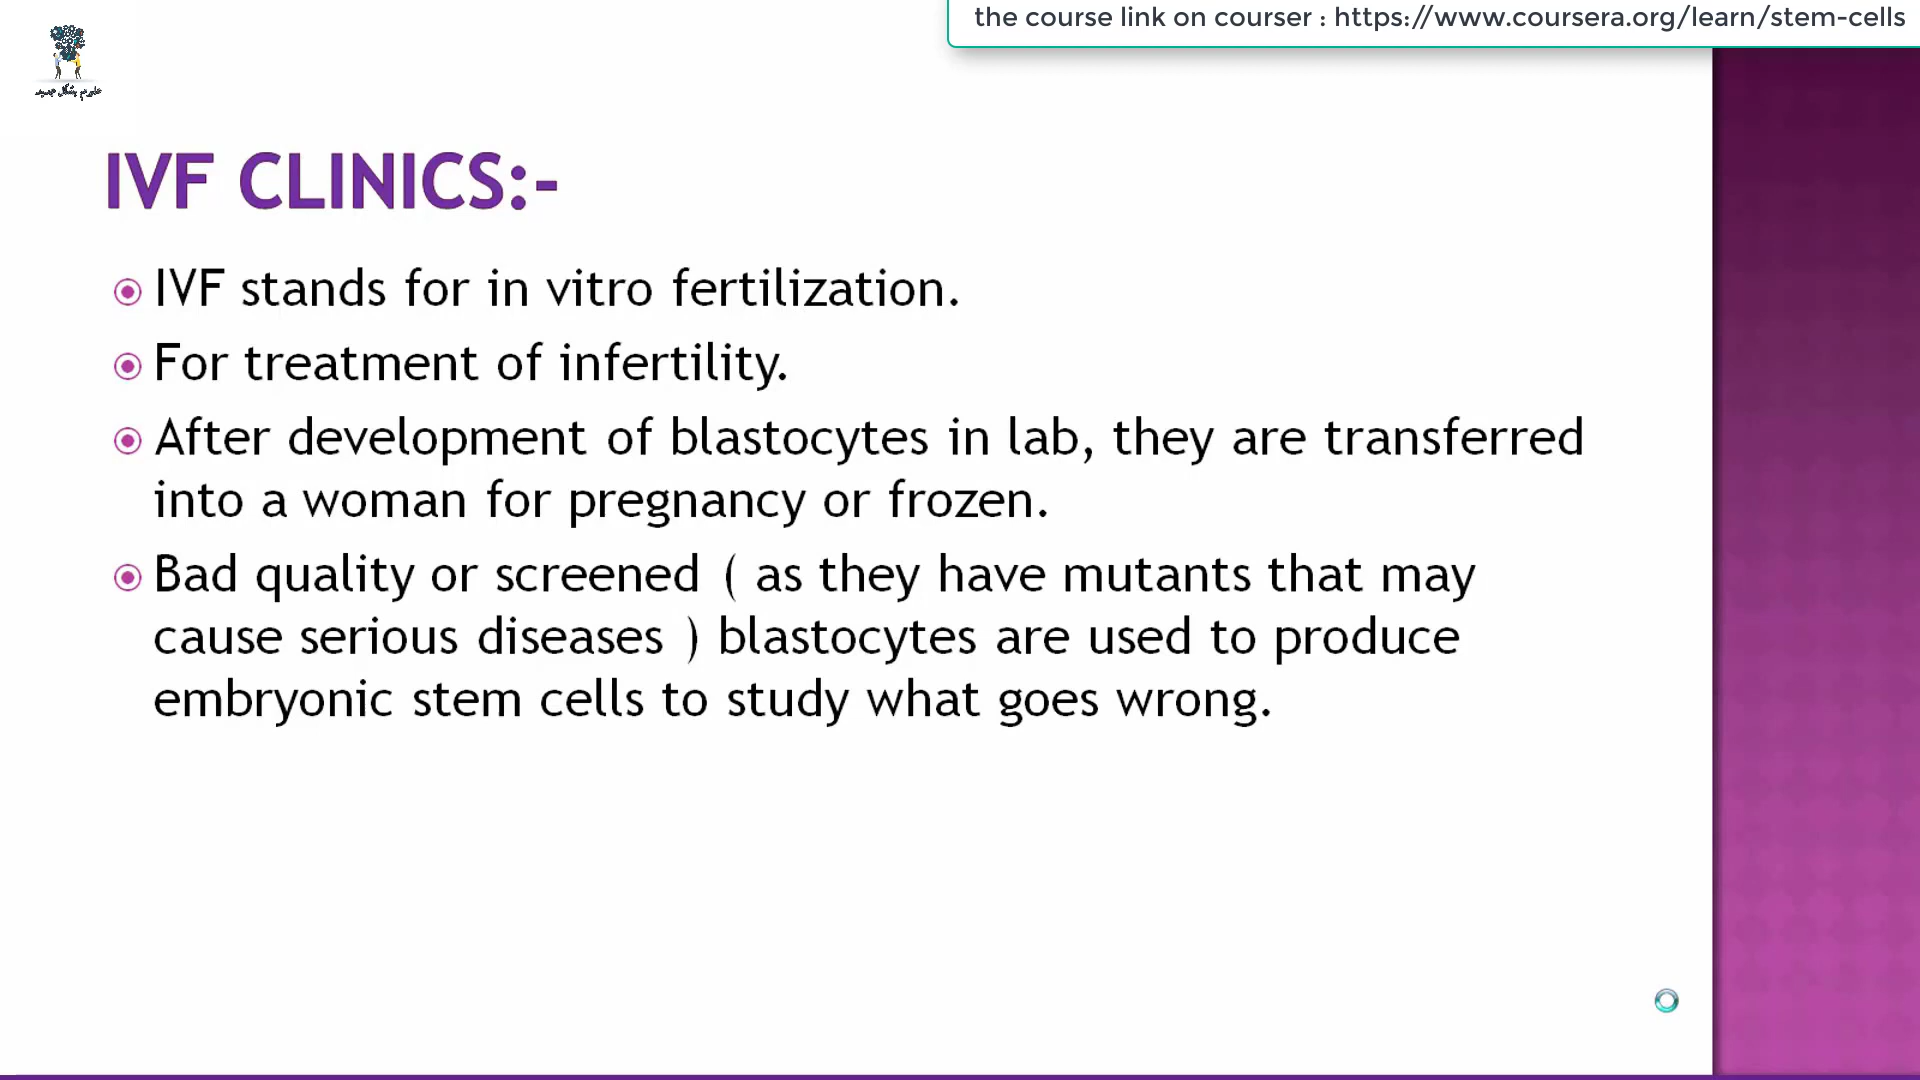 the course link on courser : https://www.coursera.org/learn/stem-cells
علوم بشكل جديد
IVF CLINICS:-
IVF stands for in vitro fertilization.
For treatment of infertility.
After development of blastocytes in lab, they are transferred
into a woman for pregnancy or frozen.
Bad quality or screened ( as they have mutants that may
cause serious diseases ) blastocytes are used to produce
embryonic stem cells to study what goes wrong.